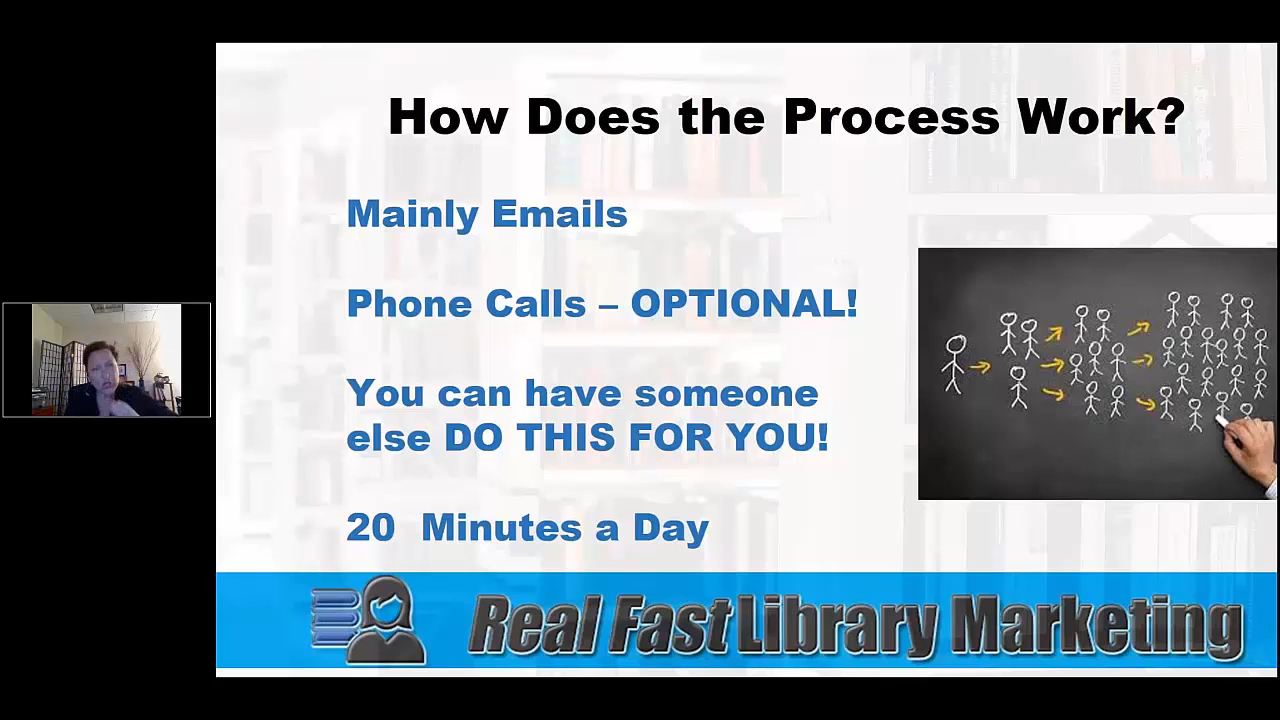 How Does the Process Work?
Mainly Emails
Phone Calls – OPTIONAL!
You can have someone
else DO THIS FOR YOU!
20 Minutes a Day
Real Fast Library Marketing